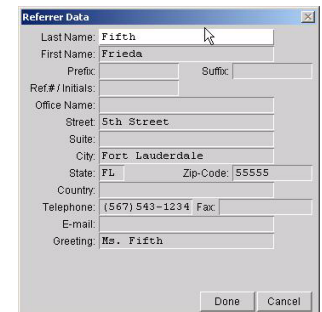 Referrer Data
Last Name: Fifth
First Name: Frieda
Prefix: Suffix:
Ref.# / Initials:
Office Name:
Street: 5th Street
Suite:
City: Fort Lauderdale
State: FL Zip-Code: 55555
Country:
Telephone: (567)543-1234 Fax:
E-mail:
Greeting: Ms. Fifth
Done Cancel